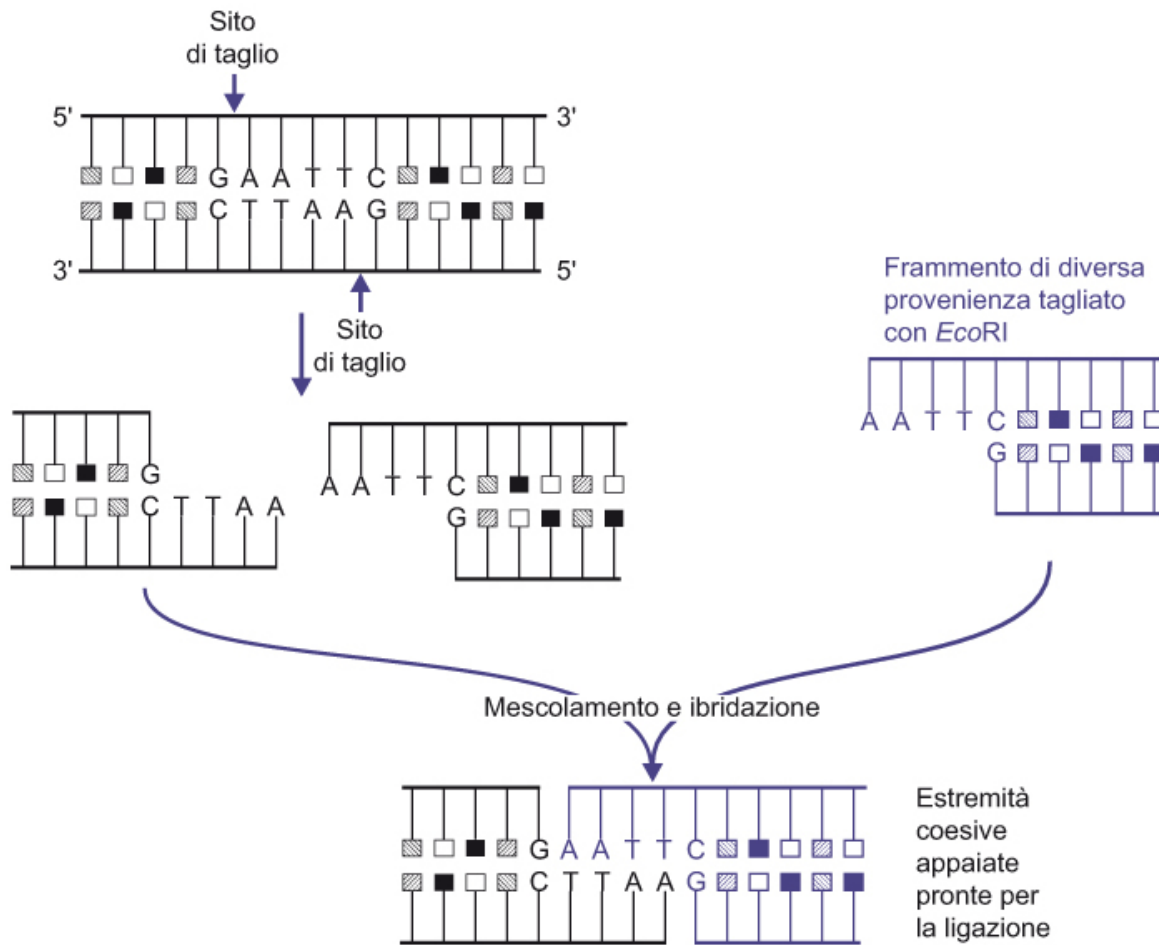 Sito
di taglio
5' 3'
G A A T T C
C T T A A G
3' 5'
Sito
di taglio
Frammento di diversa
provenienza tagliato
con EcoRI
A A T T C
G
G
C T T A A
A A T T C
G
Mescolamento e ibridazione
G A A T T C
C T T A A G
Estremità
coesive
appaiate
pronte per
la ligazione